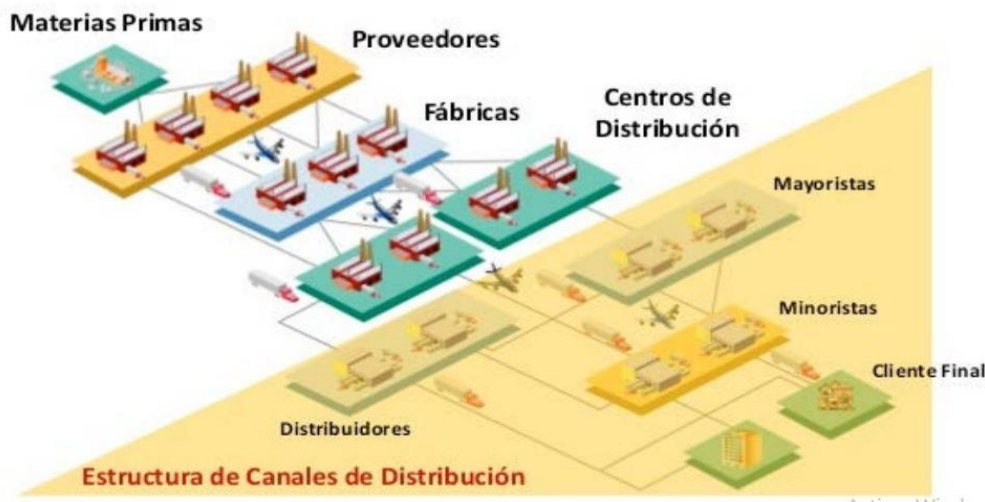 Materias Primas
Proveedores
Fábricas
Centros de
Distribución
Mayoristas
Minoristas
Cliente Final
Distribuidores
Estructura de Canales de Distribución